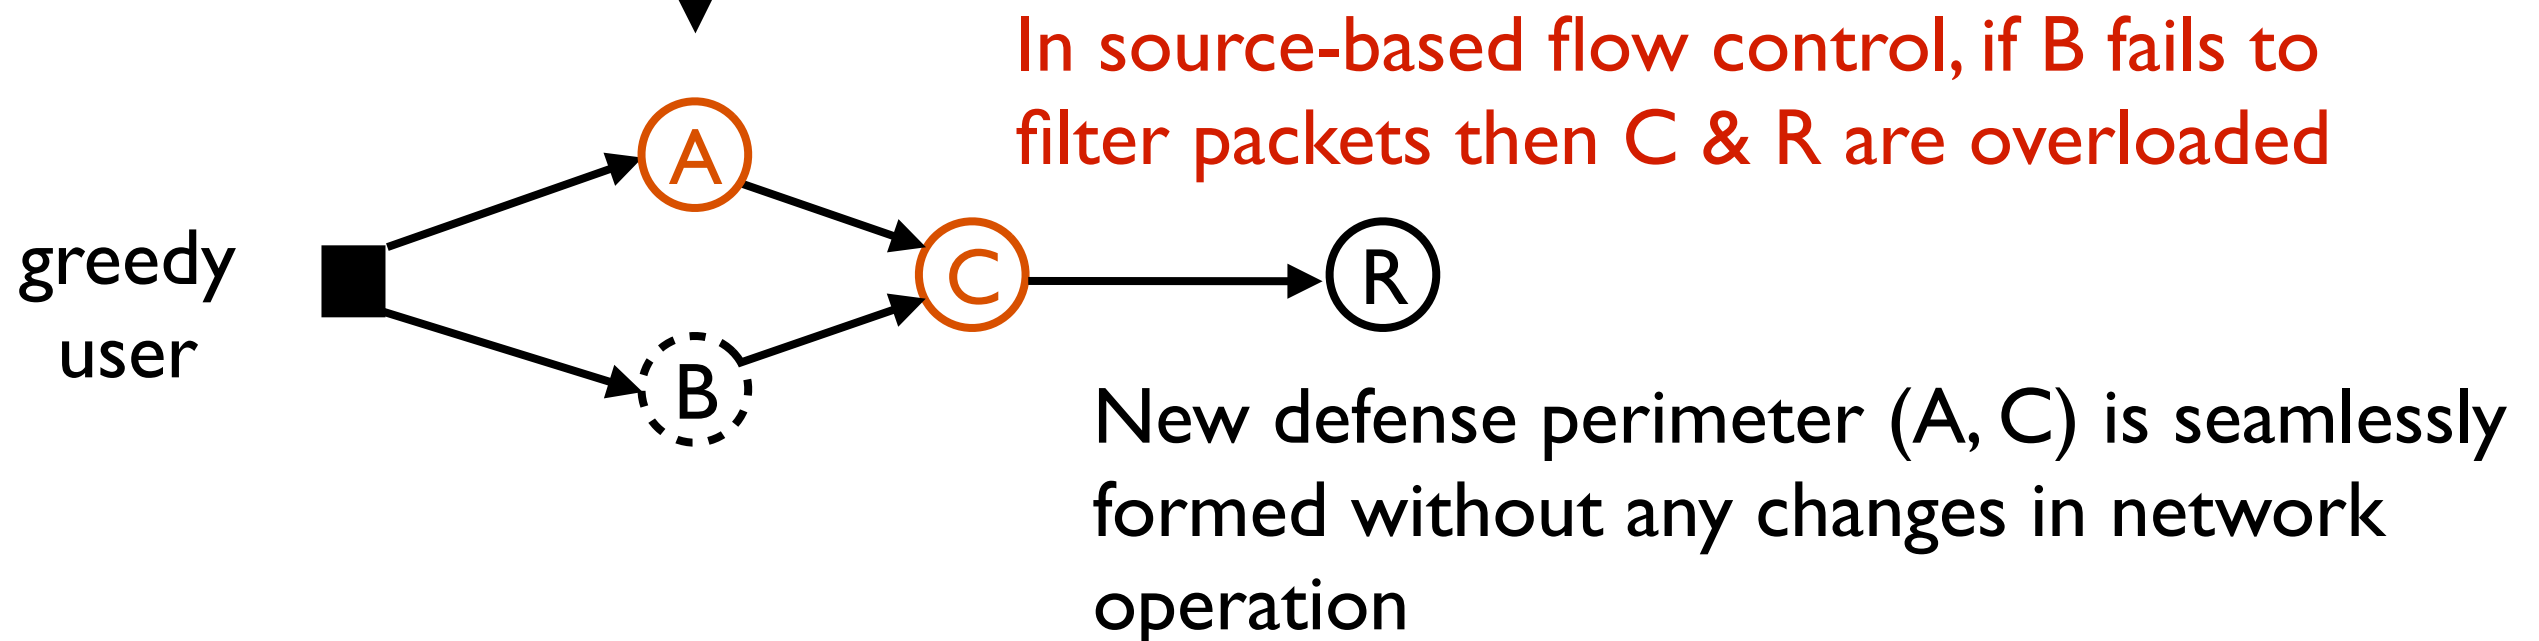 In source-based flow control, if B fails to
filter packets then C & R are overloaded
A
greedy
user
C
R
B
New defense perimeter (A, C) is seamlessly
formed without any changes in network
operation